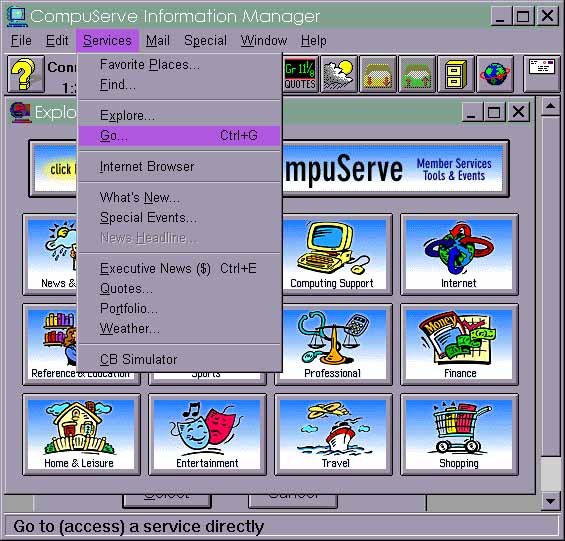 CompuServe Information Manager
File Edit Services Mail Special Window Help
Favorite Places...
Find...
Explore...
Go... Ctrl+G
Internet Browser
What's New...
Special Events...
News Headline...
Executive News ($) Ctrl+E
Quotes...
Portfolio...
Weather...
CB Simulator
Conn
1:
Gr 11⅛
QUOTES
Explo
click
mpuServe
Member Services
Tools & Events
News &
Computing Support
Internet
Reference & Education
Sports
Professional
Finance
Money
Home & Leisure
Entertainment
Travel
Shopping
Select
Cancel
Go to (access) a service directly